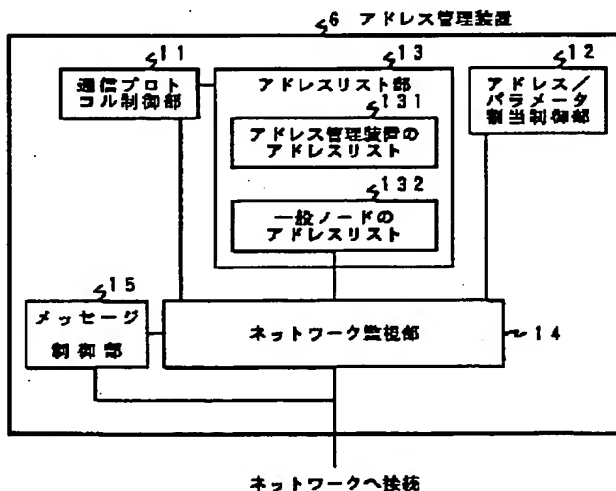 6 アドレス管理装置
11
通信プロト
コル制御部
13
アドレスリスト部
131
アドレス管理装置の
アドレスリスト
132
一般ノードの
アドレスリスト
12
アドレス／
パラメータ
割当制御部
15
メッセージ
制御部
ネットワーク監視部
14
ネットワークへ接続